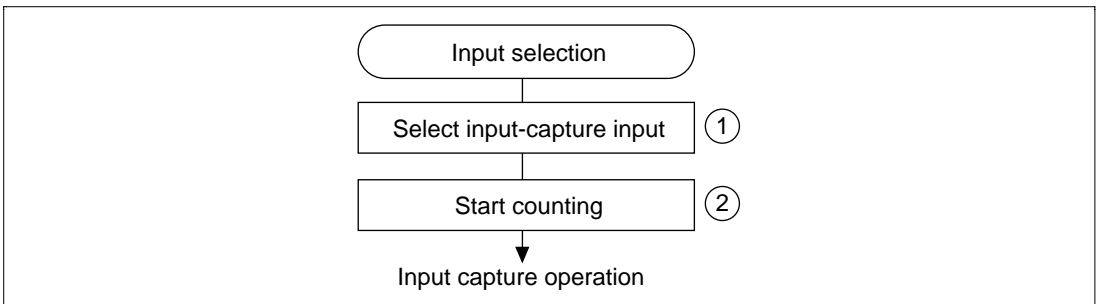 Input selection
Select input-capture input ①
Start counting ②
Input capture operation